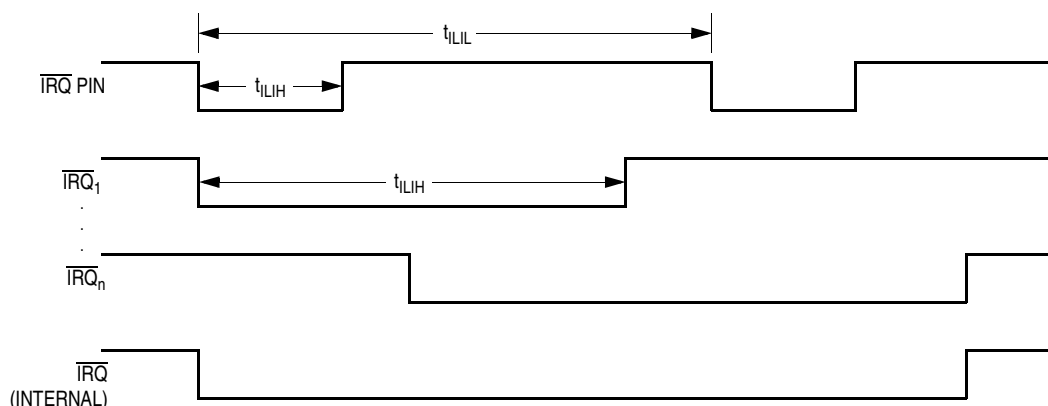 tILIL
IRQ PIN
tILIH
IRQ1
tILIH
.
.
.
IRQn
IRQ
(INTERNAL)